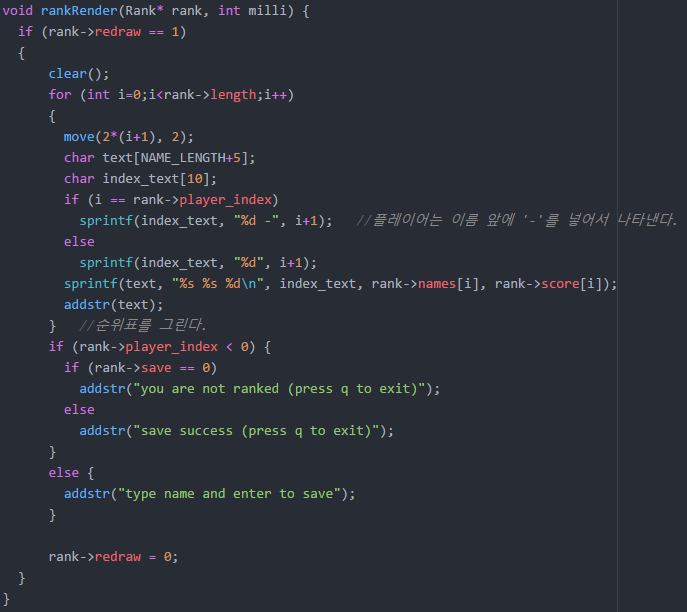 void rankRender(Rank* rank, int milli) {
  if (rank->redraw == 1)
  {
      clear();
      for (int i=0;i<rank->length;i++)
      {
        move(2*(i+1), 2);
        char text[NAME_LENGTH+5];
        char index_text[10];
        if (i == rank->player_index)
          sprintf(index_text, "%d -", i+1);   //플레이어는 이름 앞에 '-'를 넣어서 나타낸다.
        else
          sprintf(index_text, "%d", i+1);
        sprintf(text, "%s %s %d\n", index_text, rank->names[i], rank->score[i]);
        addstr(text);
      }   //순위표를 그린다.
      if (rank->player_index < 0) {
        if (rank->save == 0)
          addstr("you are not ranked (press q to exit)");
        else
          addstr("save success (press q to exit)");
      }
      else {
        addstr("type name and enter to save");
      }

      rank->redraw = 0;
  }
}